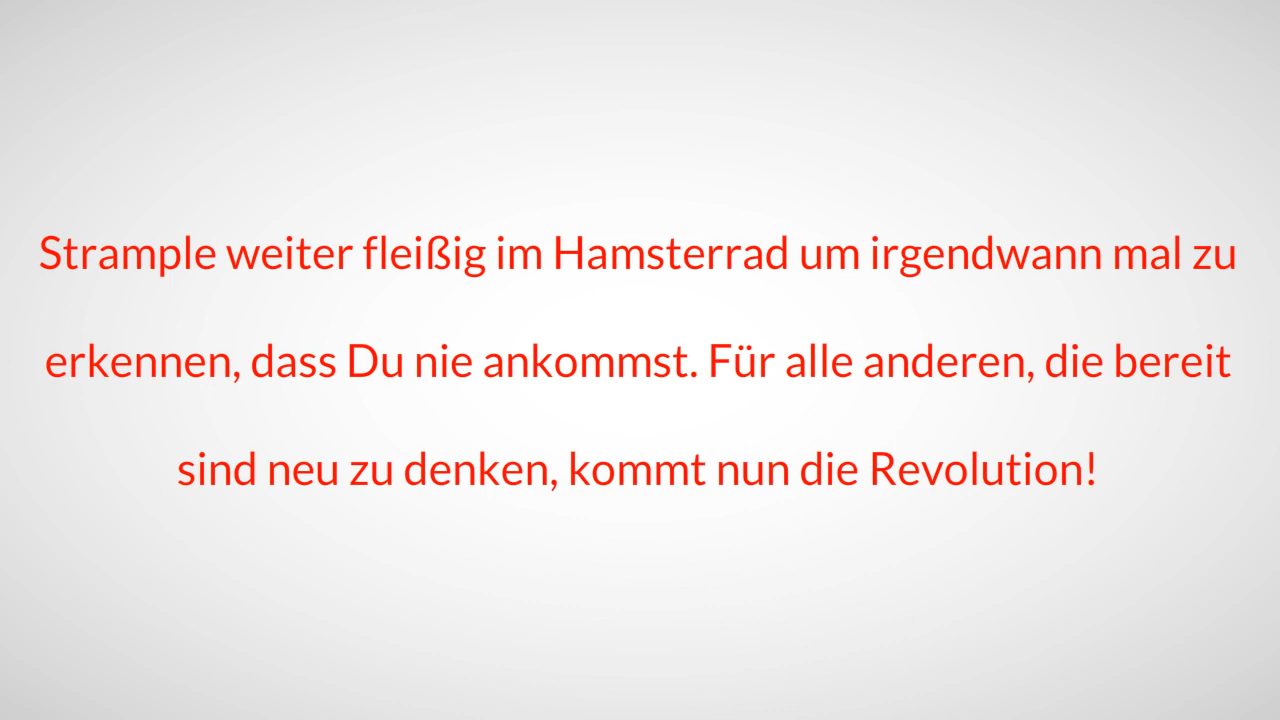 Strample weiter fleißig im Hamsterrad um irgendwann mal zu
erkennen, dass Du nie ankommst. Für alle anderen, die bereit
sind neu zu denken, kommt nun die Revolution!